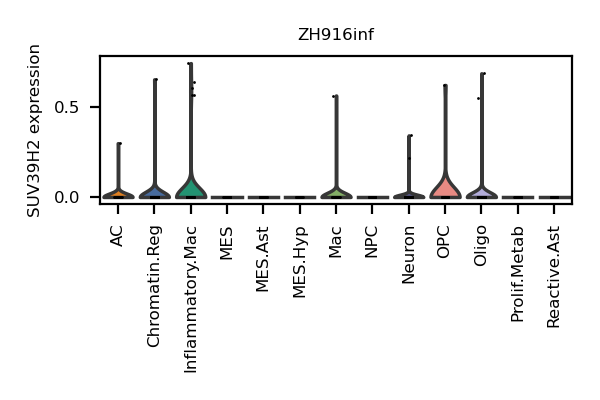 ZH916inf
SUV39H2 expression
0.5
0.0
AC
Chromatin.Reg
Inflammatory.Mac
MES
MES.Ast
MES.Hyp
Mac
NPC
Neuron
OPC
Oligo
Prolif.Metab
Reactive.Ast